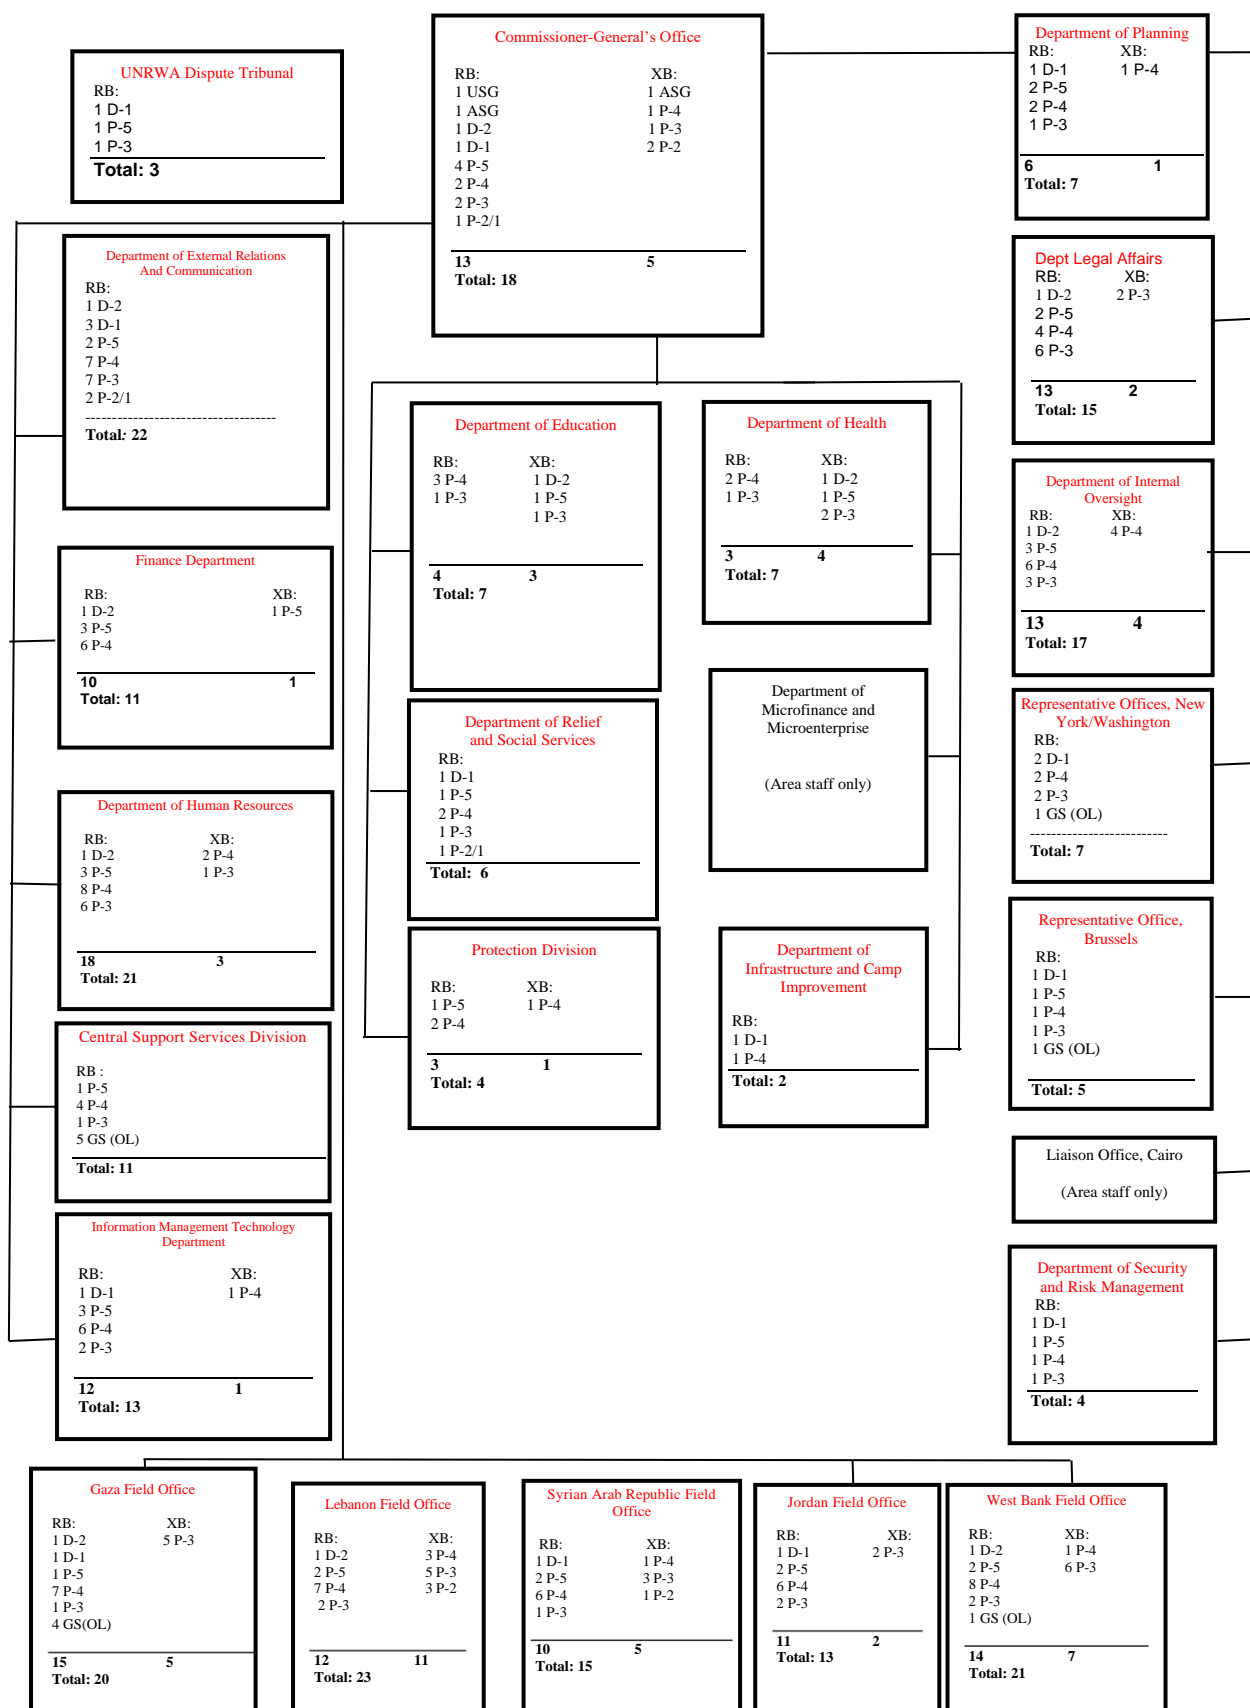 Commissioner-General's Office
RB: XB:
1 USG 1 ASG
1 ASG 1 P-4
1 D-2 1 P-3
1 D-1 2 P-2
4 P-5
2 P-4
2 P-3
1 P-2/1
13 5
Total: 18
UNRWA Dispute Tribunal
RB:
1 D-1
1 P-5
1 P-3
Total: 3
Department of External Relations
And Communication
RB:
1 D-2
3 D-1
2 P-5
7 P-4
7 P-3
2 P-2/1
------------------------------------
Total: 22
Finance Department
RB: XB:
1 D-2 1 P-5
3 P-5
6 P-4
10 1
Total: 11
Department of Human Resources
RB: XB:
1 D-2 2 P-4
3 P-5 1 P-3
8 P-4
6 P-3
18 3
Total: 21
Central Support Services Division
RB :
1 P-5
4 P-4
1 P-3
5 GS (OL)
Total: 11
Information Management Technology
Department
RB: XB:
1 D-1 1 P-4
3 P-5
6 P-4
2 P-3
12 1
Total: 13
Department of Education
RB: XB:
3 P-4 1 D-2
1 P-3 1 P-5
1 P-3
4 3
Total: 7
Department of Health
RB: XB:
2 P-4 1 D-2
1 P-3 1 P-5
2 P-3
3 4
Total: 7
Department of Relief
and Social Services
RB:
1 D-1
1 P-5
2 P-4
1 P-3
1 P-2/1
Total: 6
Department of
Microfinance and
Microenterprise
(Area staff only)
Protection Division
RB: XB:
1 P-5 1 P-4
2 P-4
3 1
Total: 4
Department of
Infrastructure and Camp
Improvement
RB:
1 D-1
1 P-4
Total: 2
Department of Planning
RB: XB:
1 D-1 1 P-4
2 P-5
2 P-4
1 P-3
6 1
Total: 7
Dept Legal Affairs
RB: XB:
1 D-2 2 P-3
2 P-5
4 P-4
6 P-3
13 2
Total: 15
Department of Internal
Oversight
RB: XB:
1 D-2 4 P-4
3 P-5
6 P-4
3 P-3
13 4
Total: 17
Representative Offices, New
York/Washington
RB:
2 D-1
2 P-4
2 P-3
1 GS (OL)
--------------------------
Total: 7
Representative Office,
Brussels
RB:
1 D-1
1 P-5
1 P-4
1 P-3
1 GS (OL)
Total: 5
Liaison Office, Cairo
(Area staff only)
Department of Security
and Risk Management
RB:
1 D-1
1 P-5
1 P-4
1 P-3
Total: 4
Gaza Field Office
RB: XB:
1 D-2 5 P-3
1 D-1
1 P-5
7 P-4
1 P-3
4 GS(OL)
15 5
Total: 20
Lebanon Field Office
RB: XB:
1 D-2 3 P-4
2 P-5 5 P-3
7 P-4 3 P-2
2 P-3
12 11
Total: 23
Syrian Arab Republic Field
Office
RB: XB:
1 D-1 1 P-4
2 P-5 3 P-3
6 P-4 1 P-2
1 P-3
10 5
Total: 15
Jordan Field Office
RB: XB:
1 D-1 2 P-3
2 P-5
6 P-4
2 P-3
11 2
Total: 13
West Bank Field Office
RB: XB:
1 D-2 1 P-4
2 P-5 6 P-3
8 P-4
2 P-3
1 GS (OL)
14 7
Total: 21